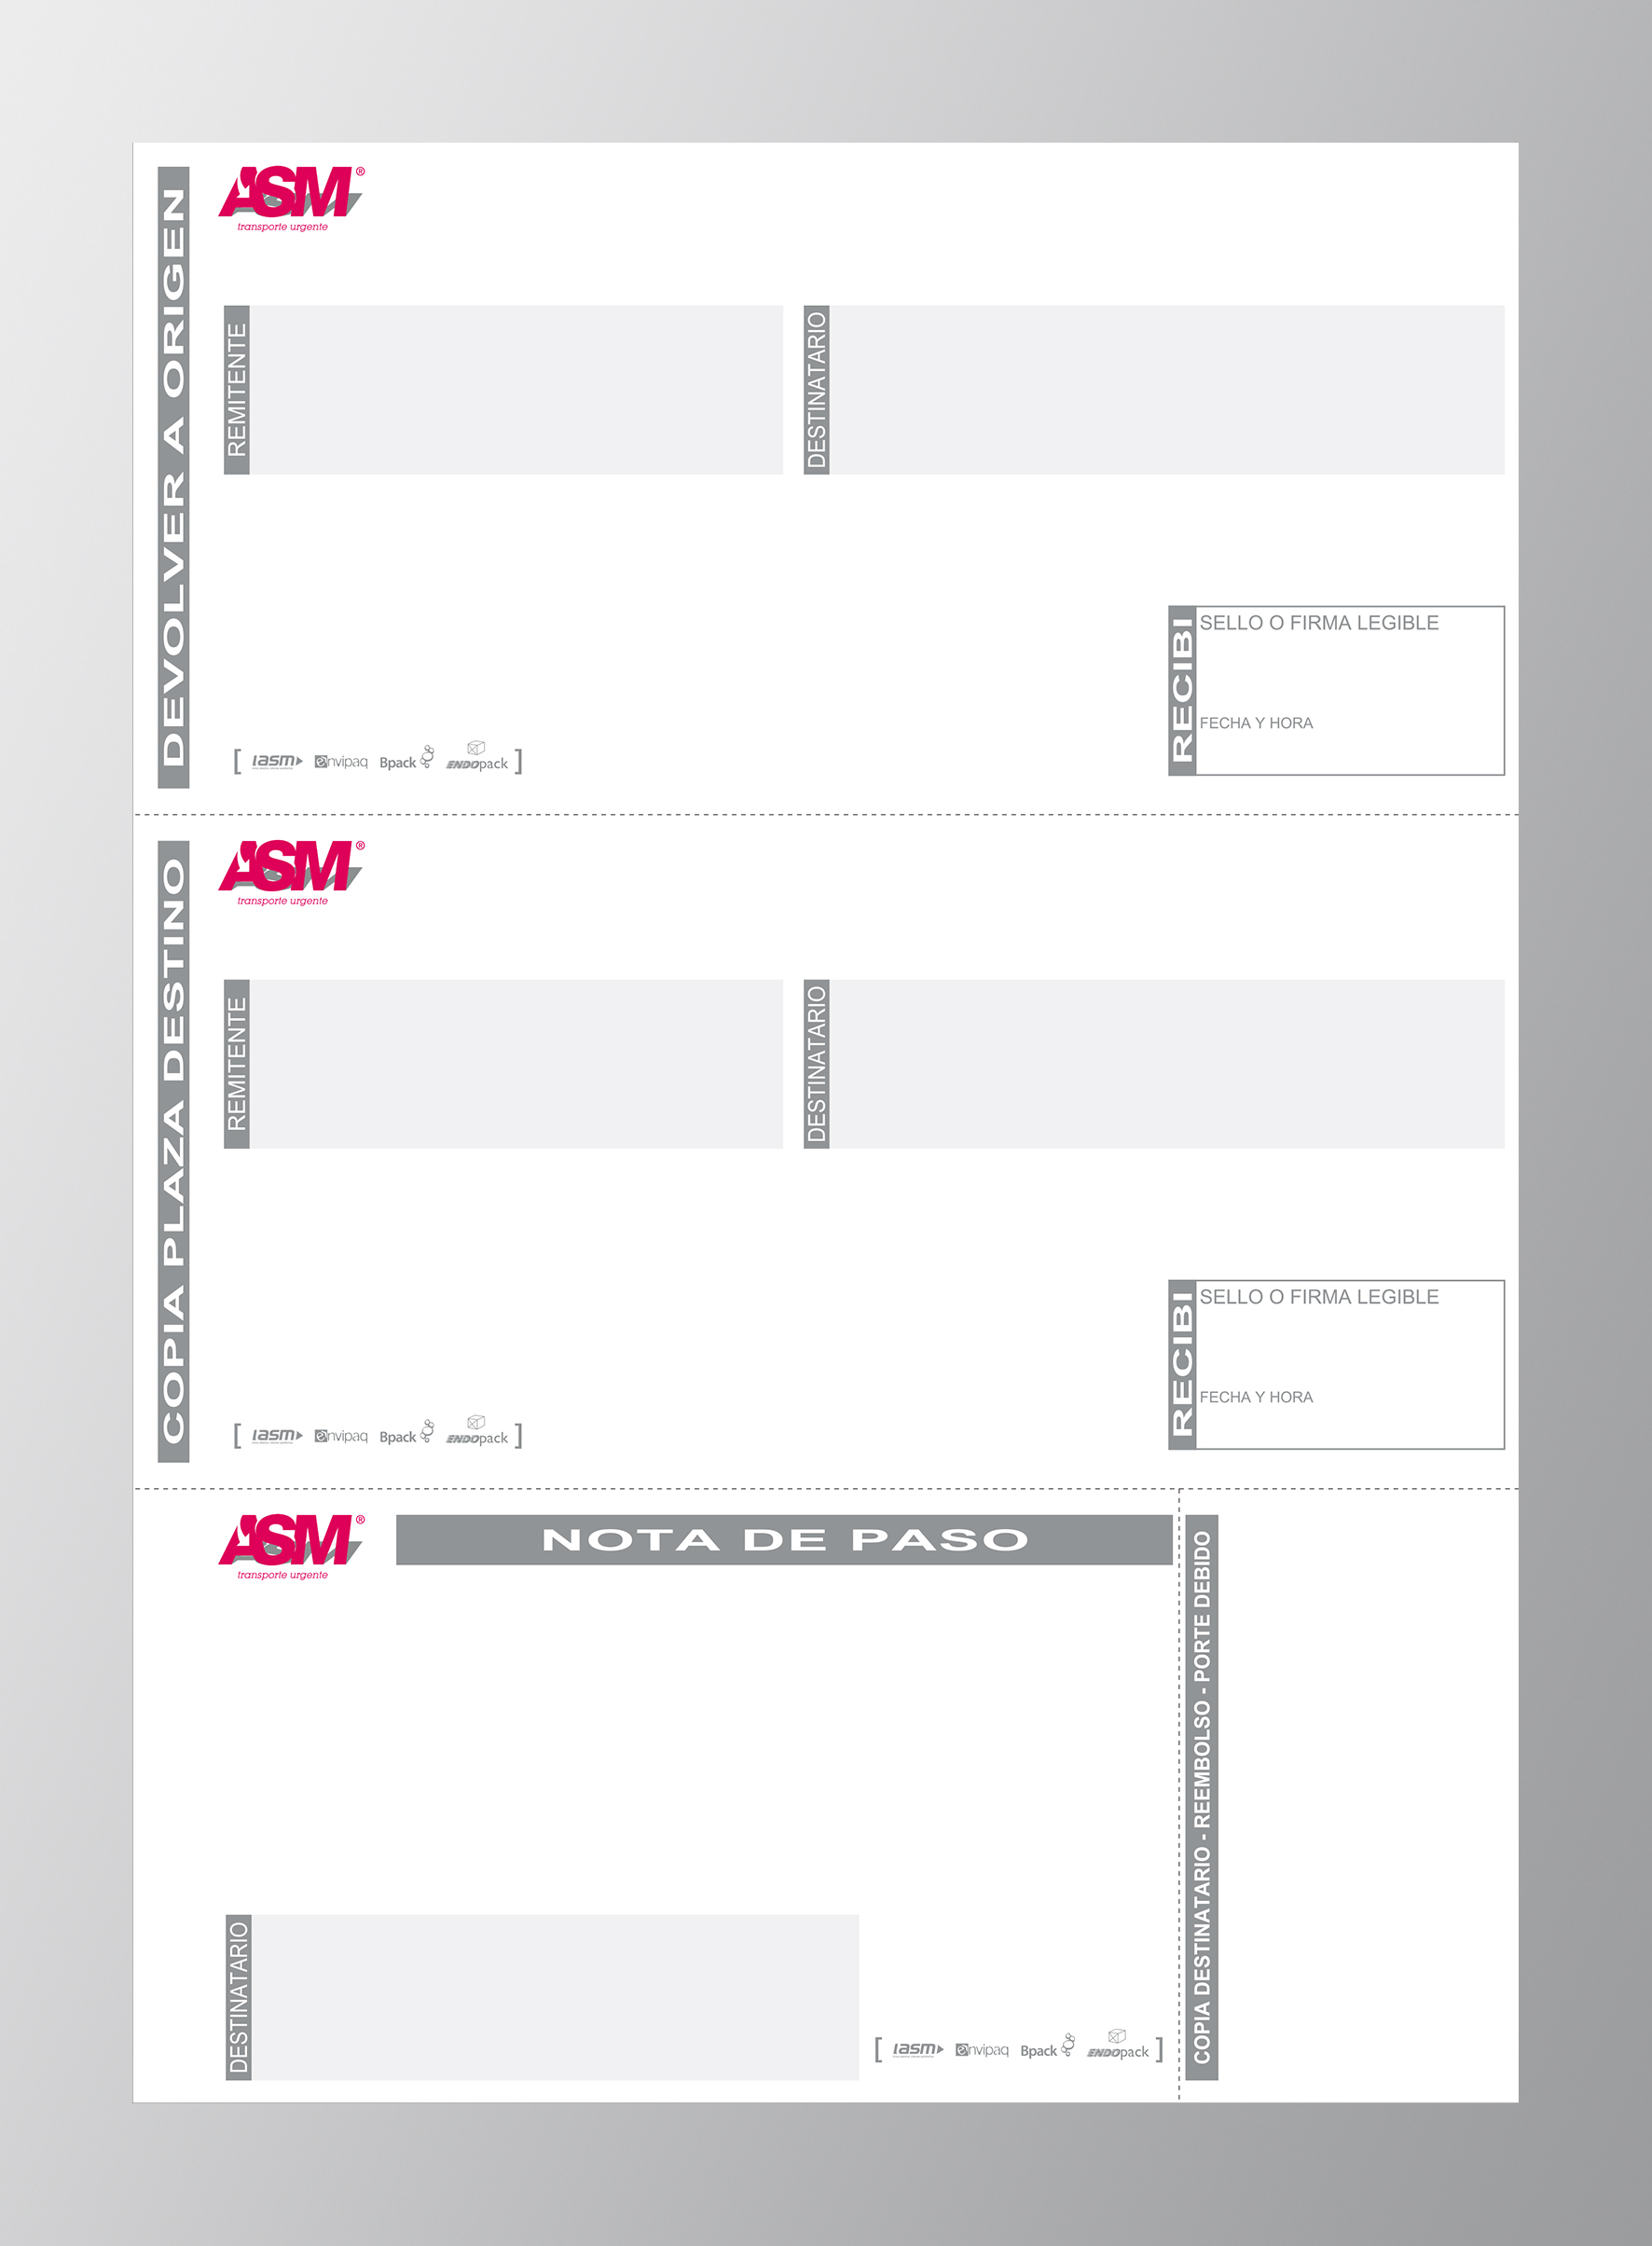 DEVOLVER A ORIGEN
ASM®
transporte urgente
REMITENTE
DESTINATARIO
RECIBI
SELLO O FIRMA LEGIBLE
FECHA Y HORA
[ iasm envipaq Bpack ENDOpack ]
COPIA PLAZA DESTINO
ASM®
transporte urgente
REMITENTE
DESTINATARIO
RECIBI
SELLO O FIRMA LEGIBLE
FECHA Y HORA
[ iasm envipaq Bpack ENDOpack ]
ASM®
transporte urgente
NOTA DE PASO
DESTINATARIO
[ iasm envipaq Bpack ENDOpack ]
COPIA DESTINATARIO - REEMBOLSO - PORTE DEBIDO